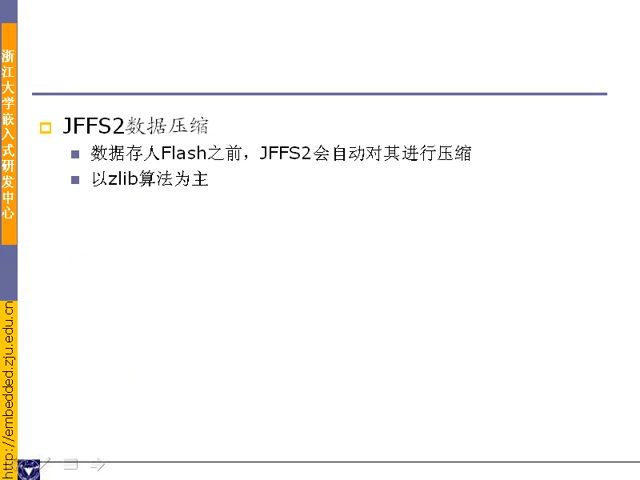 JFFS2数据压缩
数据存人Flash之前，JFFS2会自动对其进行压缩
以zlib算法为主
浙江大学嵌入式研发中心
http://embedded.zju.edu.cn